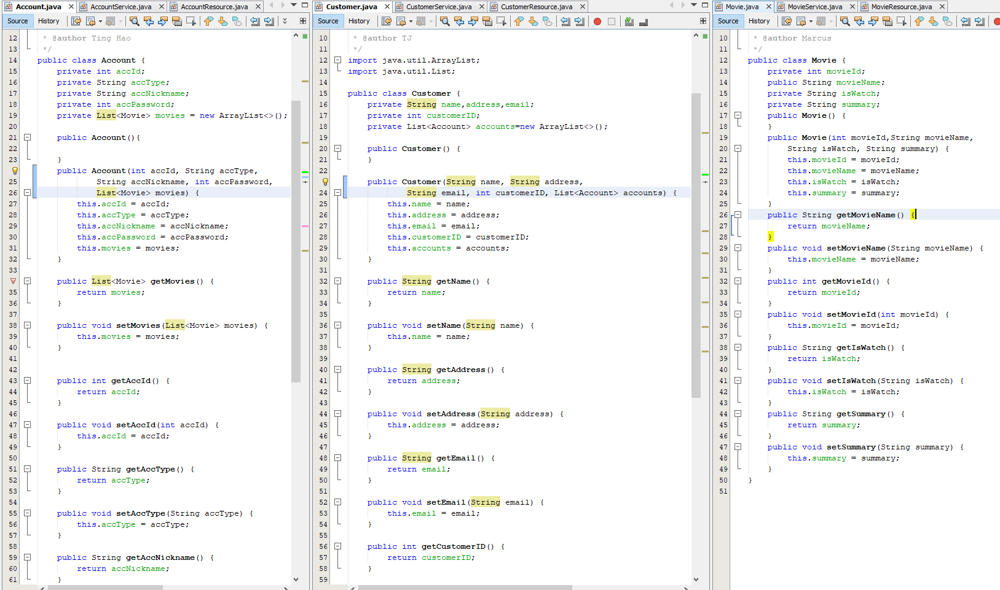 Account.java
AccountService.java
AccountResource.java
Source
History
12 * @author Ting Hao
13 */
14 public class Account {
15 private int accId;
16 private String accType;
17 private String accNickname;
18 private int accPassword;
19 private List<Movie> movies = new ArrayList<>();
20
21 public Account(){
22
23 }
public Account(int accId, String accType,
25 String accNickname, int accPassword,
26 List<Movie> movies) {
27 this.accId = accId;
28 this.accType = accType;
29 this.accNickname = accNickname;
30 this.accPassword = accPassword;
31 this.movies = movies;
32 }
33
public List<Movie> getMovies() {
35 return movies;
36 }
37
38 public void setMovies(List<Movie> movies) {
39 this.movies = movies;
40 }
41
42
43 public int getAccId() {
44 return accId;
45 }
46
47 public void setAccId(int accId) {
48 this.accId = accId;
49 }
50
51 public String getAccType() {
52 return accType;
53 }
54
55 public void setAccType(String accType) {
56 this.accType = accType;
57 }
58
59 public String getAccNickname() {
60 return accNickname;
61 }
Customer.java
CustomerService.java
CustomerResource.java
Source
History
10 * @author TJ
11 */
12 import java.util.ArrayList;
13 import java.util.List;
14
15 public class Customer {
16 private String name,address,email;
17 private int customerID;
18 private List<Account> accounts=new ArrayList<>();
19
20 public Customer() {
21 }
22
public Customer(String name, String address,
24 String email, int customerID, List<Account> accounts) {
25 this.name = name;
26 this.address = address;
27 this.email = email;
28 this.customerID = customerID;
29 this.accounts = accounts;
30 }
31
32 public String getName() {
33 return name;
34 }
35
36 public void setName(String name) {
37 this.name = name;
38 }
39
40 public String getAddress() {
41 return address;
42 }
43
44 public void setAddress(String address) {
45 this.address = address;
46 }
47
48 public String getEmail() {
49 return email;
50 }
51
52 public void setEmail(String email) {
53 this.email = email;
54 }
55
56 public int getCustomerID() {
57 return customerID;
58 }
59
Movie.java
MovieService.java
MovieResource.java
Source
History
10 * @author Marcus
11 */
12 public class Movie {
13 private int movieId;
14 public String movieName;
15 private String isWatch;
16 private String summary;
17 public Movie() {
18 }
19 public Movie(int movieId,String movieName,
20 String isWatch, String summary) {
21 this.movieId = movieId;
22 this.movieName = movieName;
23 this.isWatch = isWatch;
24 this.summary = summary;
25 }
26 public String getMovieName() {
27 return movieName;
28 }
29 public void setMovieName(String movieName) {
30 this.movieName = movieName;
31 }
32 public int getMovieId() {
33 return movieId;
34 }
35 public void setMovieId(int movieId) {
36 this.movieId = movieId;
37 }
38 public String getIsWatch() {
39 return isWatch;
40 }
41 public void setIsWatch(String isWatch) {
42 this.isWatch = isWatch;
43 }
44 public String getSummary() {
45 return summary;
46 }
47 public void setSummary(String summary) {
48 this.summary = summary;
49 }
50 }
51